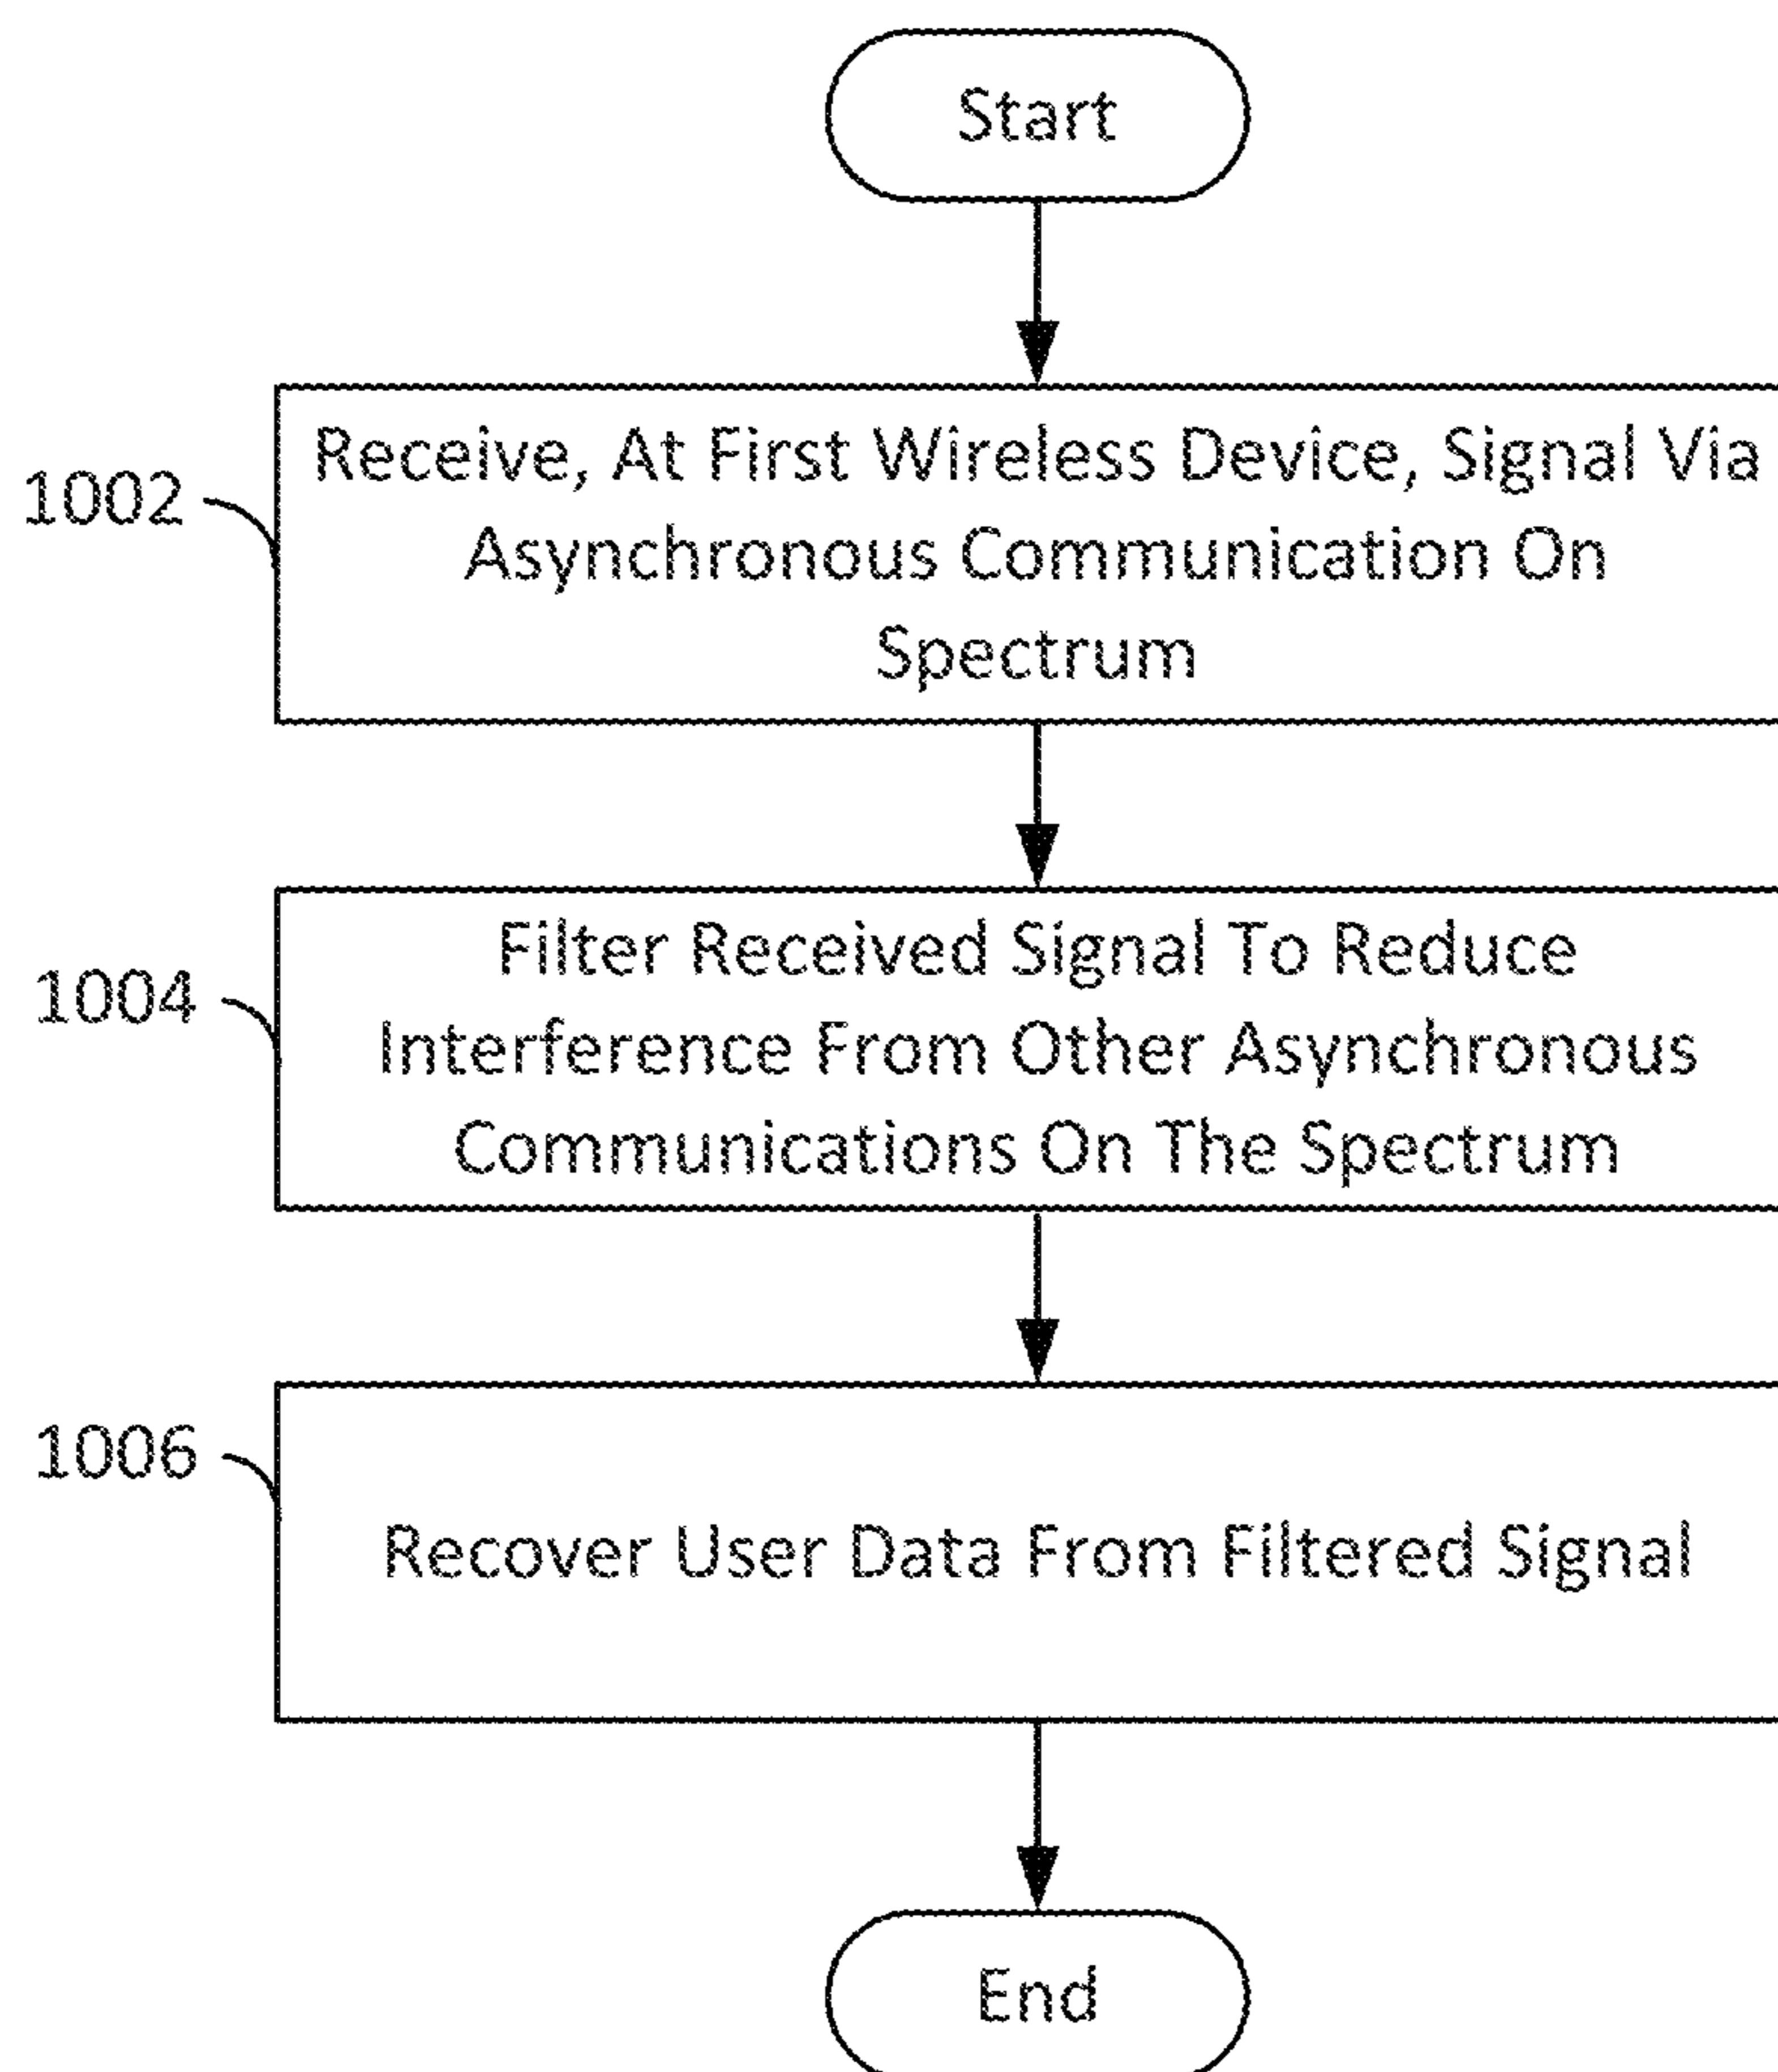 Start
1002
Receive, At First Wireless Device, Signal Via
Asynchronous Communication On
Spectrum
1004
Filter Received Signal To Reduce
Interference From Other Asynchronous
Communications On The Spectrum
1006
Recover User Data From Filtered Signal
End